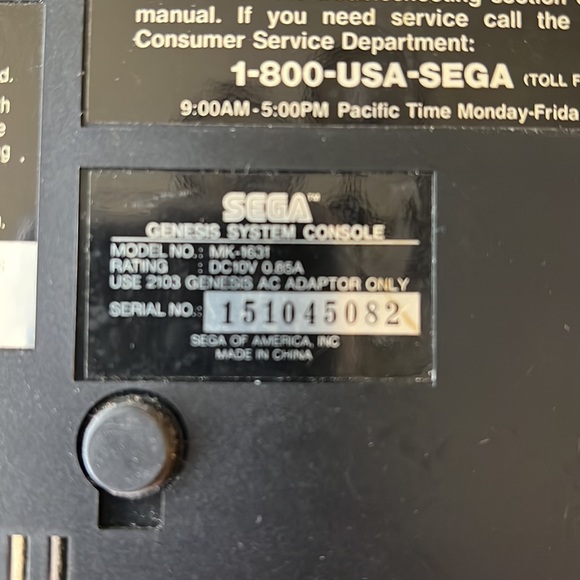 manual. If you need service call the
Consumer Service Department:
1-800-USA-SEGA (TOLL F
9:00AM-5:00PM Pacific Time Monday-Frida
SEGA™
GENESIS SYSTEM CONSOLE
MODEL NO.: MK-1631
RATING : DC10V 0.85A
USE 2103 GENESIS AC ADAPTOR ONLY
SERIAL NO.: 151045082
SEGA OF AMERICA, INC
MADE IN CHINA